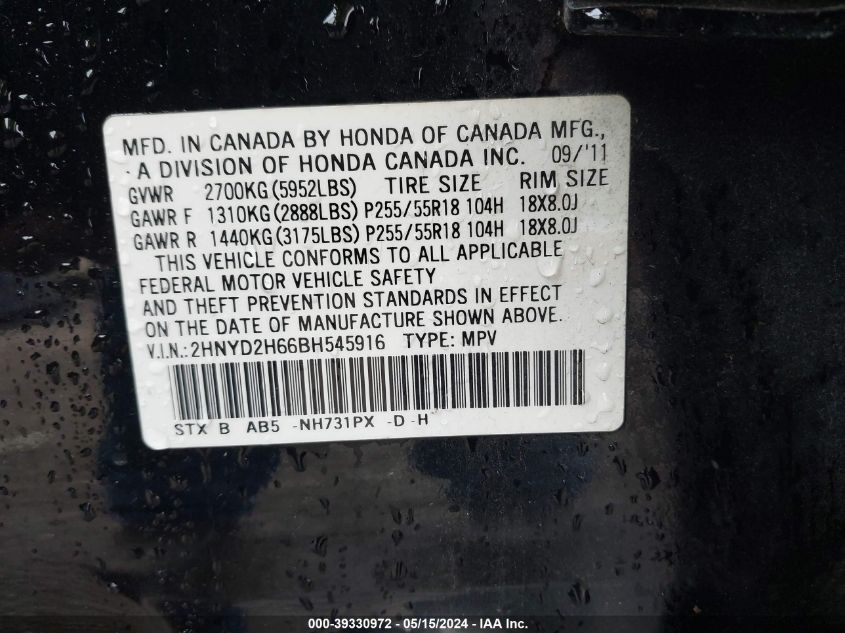 MFD. IN CANADA BY HONDA OF CANADA MFG.,
A DIVISION OF HONDA CANADA INC. 09/'11
GVWR 2700KG(5952LBS) TIRE SIZE RIM SIZE
GAWR F 1310KG(2888LBS) P255/55R18 104H 18X8.0J
GAWR R 1440KG(3175LBS) P255/55R18 104H 18X8.0J
THIS VEHICLE CONFORMS TO ALL APPLICABLE
FEDERAL MOTOR VEHICLE SAFETY
AND THEFT PREVENTION STANDARDS IN EFFECT
ON THE DATE OF MANUFACTURE SHOWN ABOVE.
V.I.N.:2HNYD2H66BH545916 TYPE: MPV
STX B AB5 -NH731PX -D -H
000-39330972 - 05/15/2024 - IAA, Inc.